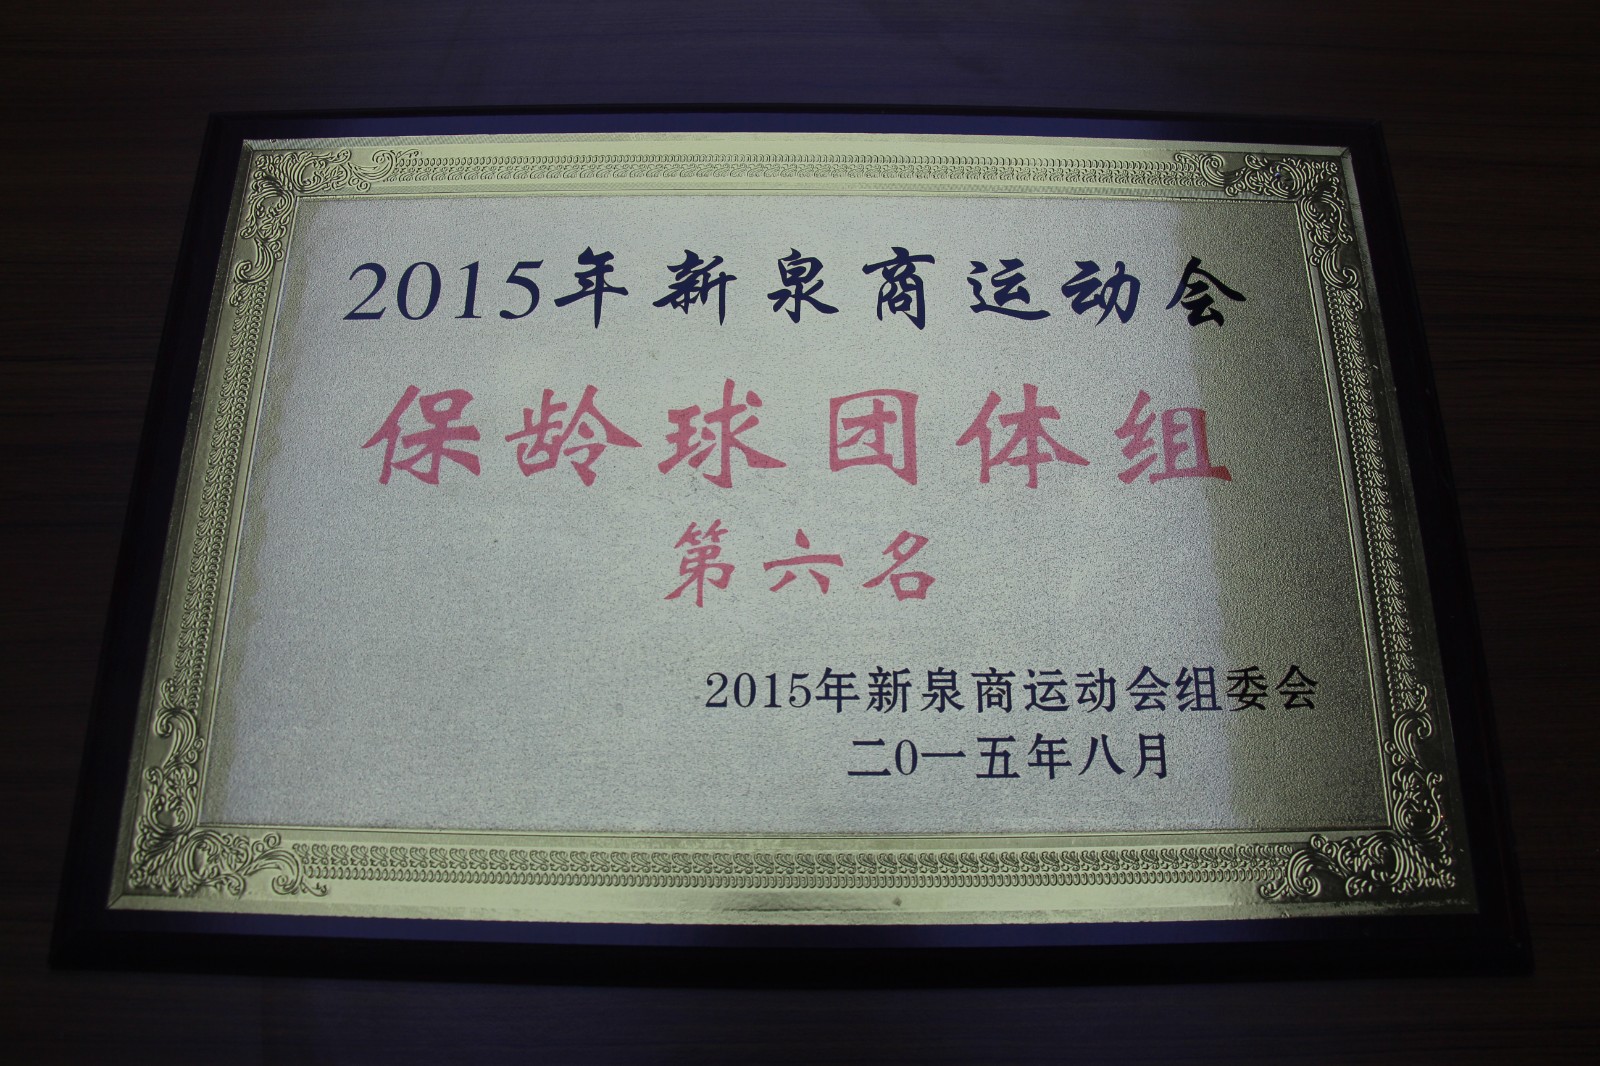 2015年新泉商运动会
保龄球团体组
第六名
2015年新泉商运动会组委会
二0一五年八月